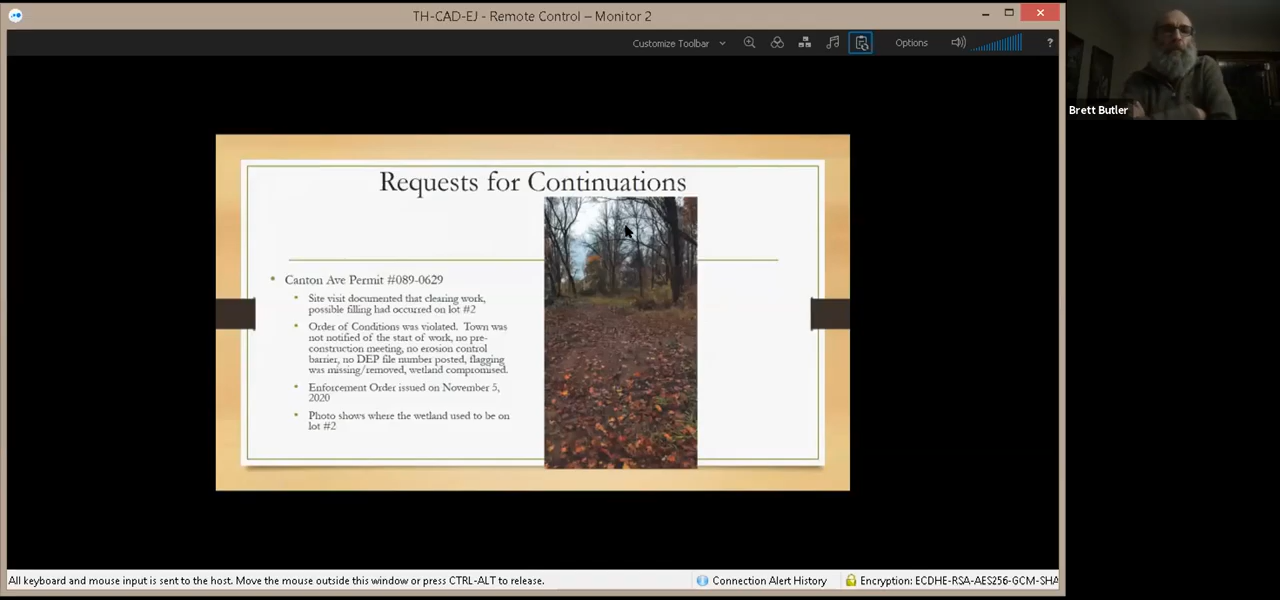 TH-CAD-EJ - Remote Control – Monitor 2
Customize Toolbar
Options
?
Brett Butler
Requests for Continuations
• Canton Ave Permit #089-0629
• Site visit documented that clearing work,
possible filling had occurred on lot #2
• Order of Conditions was violated. Town was
not notified of the start of work, no pre-
construction meeting, no erosion control
barrier, no DEP file number posted, flagging
was missing/removed, wetland compromised.
• Enforcement Order issued on November 5,
2020
• Photo shows where the wetland used to be on
lot #2
All keyboard and mouse input is sent to the host. Move the mouse outside this window or press CTRL-ALT to release.
Connection Alert History
Encryption: ECDHE-RSA-AES256-GCM-SHA